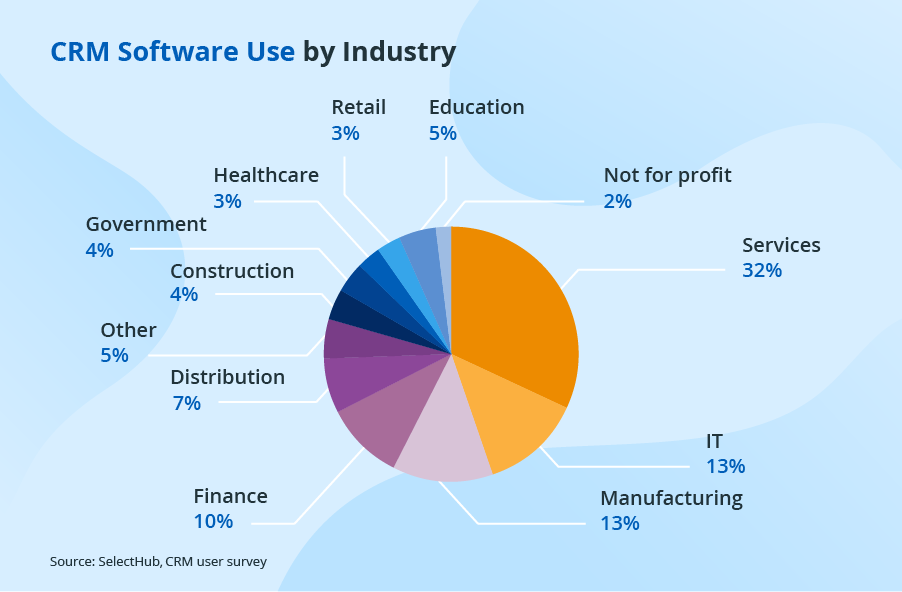 CRM Software Use by Industry
Retail
3%
Education
5%
Healthcare
3%
Not for profit
2%
Government
4%
Services
32%
Construction
4%
Other
5%
Distribution
7%
IT
13%
Finance
10%
Manufacturing
13%
Source: SelectHub, CRM user survey